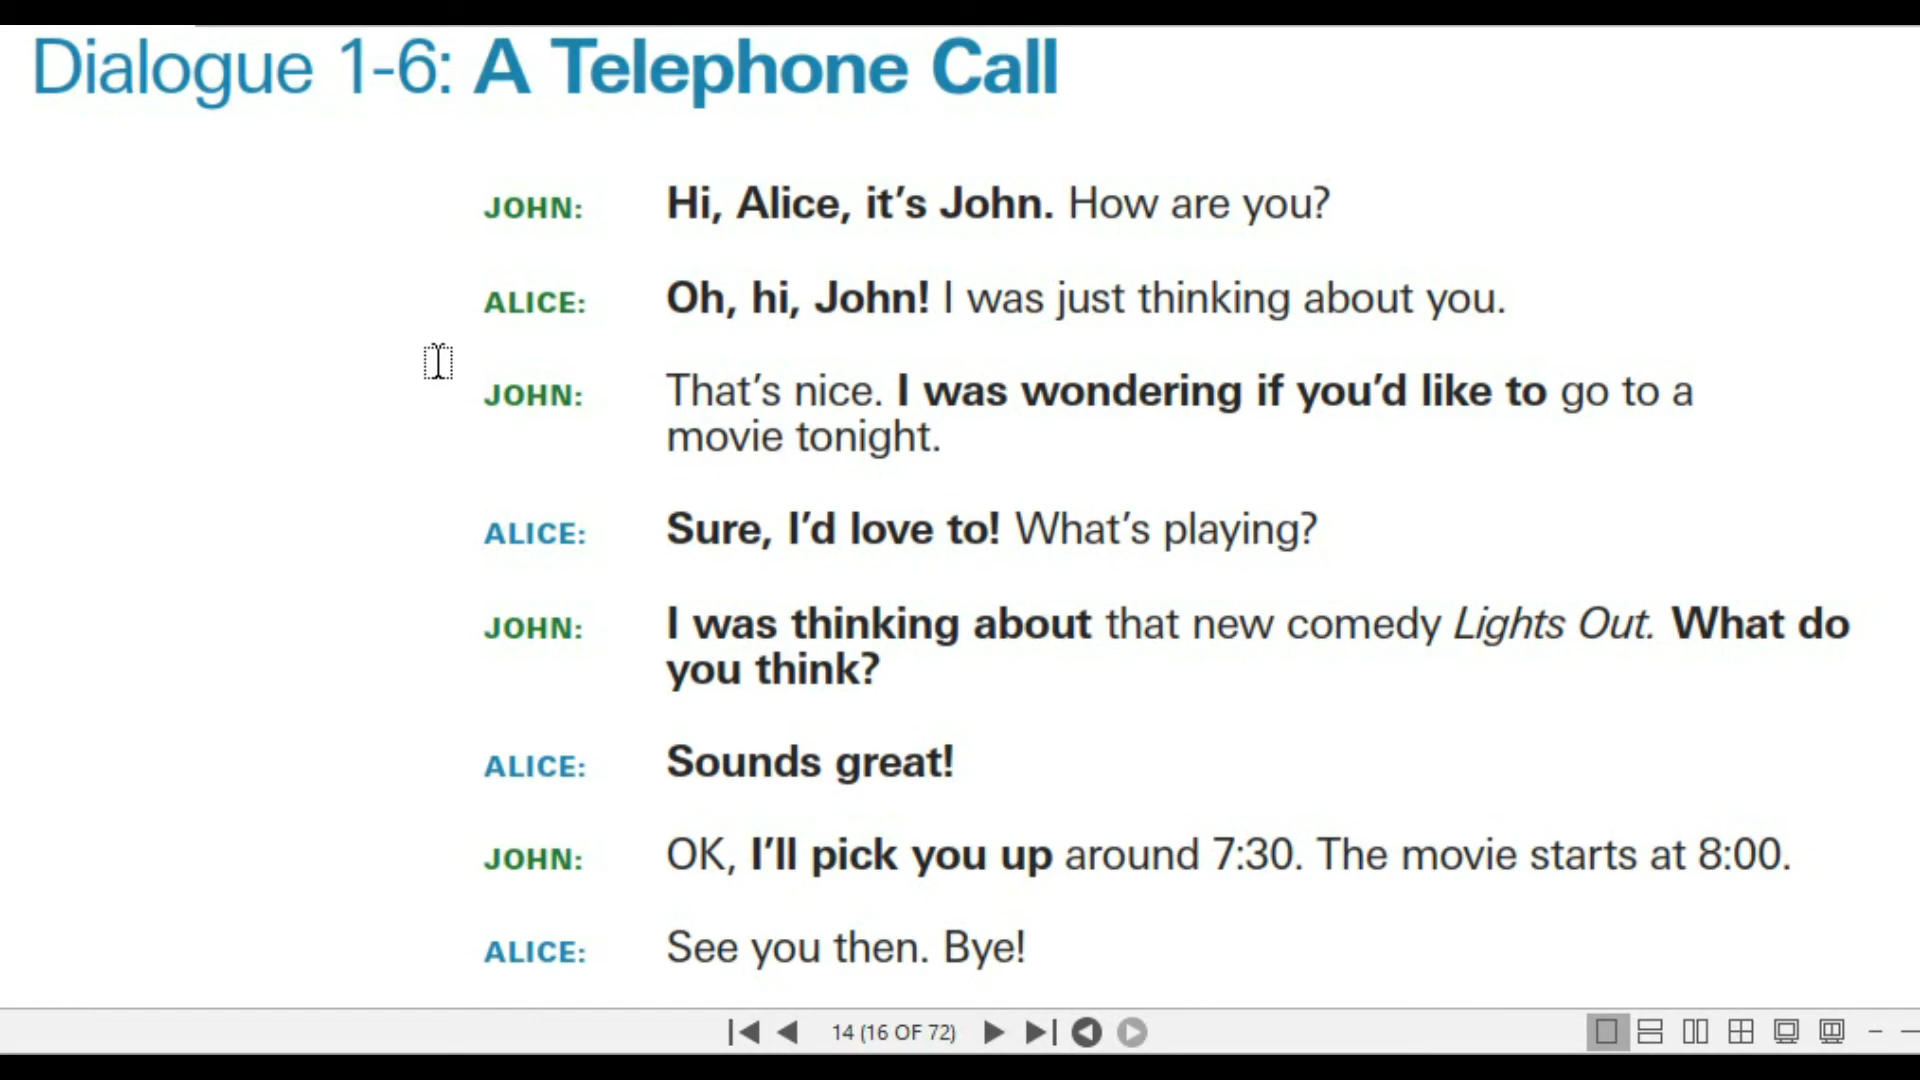 Dialogue 1-6: A Telephone Call
JOHN: Hi, Alice, it's John. How are you?
ALICE: Oh, hi, John! I was just thinking about you.
JOHN: That's nice. I was wondering if you'd like to go to a
movie tonight.
ALICE: Sure, I'd love to! What's playing?
JOHN: I was thinking about that new comedy Lights Out. What do
you think?
ALICE: Sounds great!
JOHN: OK, I'll pick you up around 7:30. The movie starts at 8:00.
ALICE: See you then. Bye!
14 (16 OF 72)